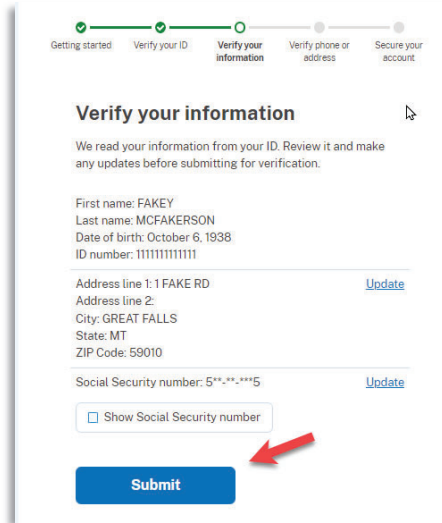 Getting started
Verify your ID
Verify your
information
Verify phone or
address
Secure your
account
Verify your information
We read your information from your ID. Review it and make
any updates before submitting for verification.
First name: FAKEY
Last name: MCFAKERSON
Date of birth: October 6, 1938
ID number: 1111111111111
Address line 1: 1 FAKE RD Update
Address line 2:
City: GREAT FALLS
State: MT
ZIP Code: 59010
Social Security number: 5**-**-***5 Update
Show Social Security number
Submit